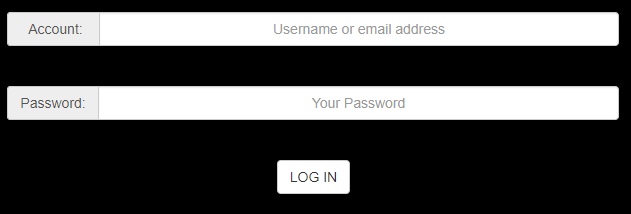 Account: Username or email address
Password: Your Password
LOG IN